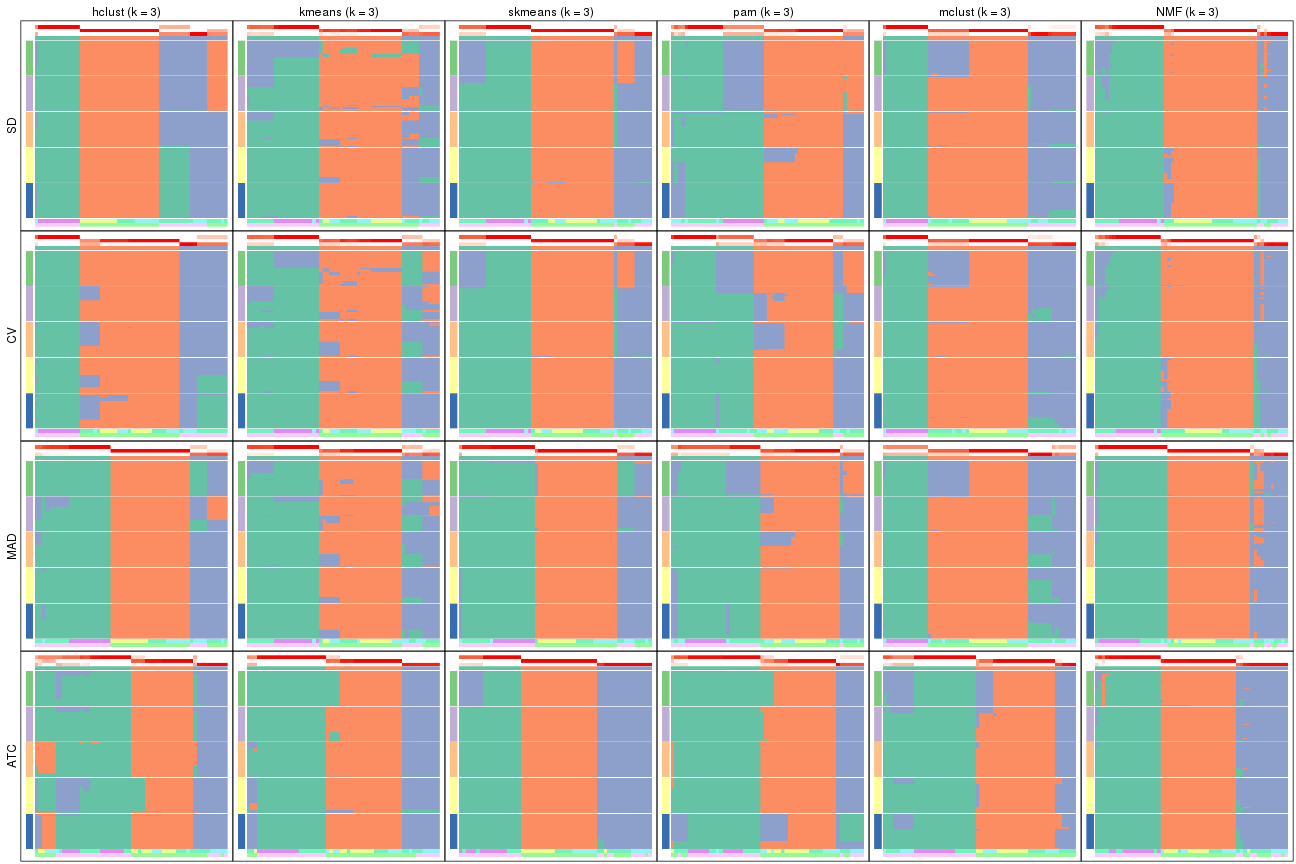 hclust (k = 3) kmeans (k = 3) skmeans (k = 3) pam (k = 3) mclust (k = 3) NMF (k = 3)
SD
CV
MAD
ATC